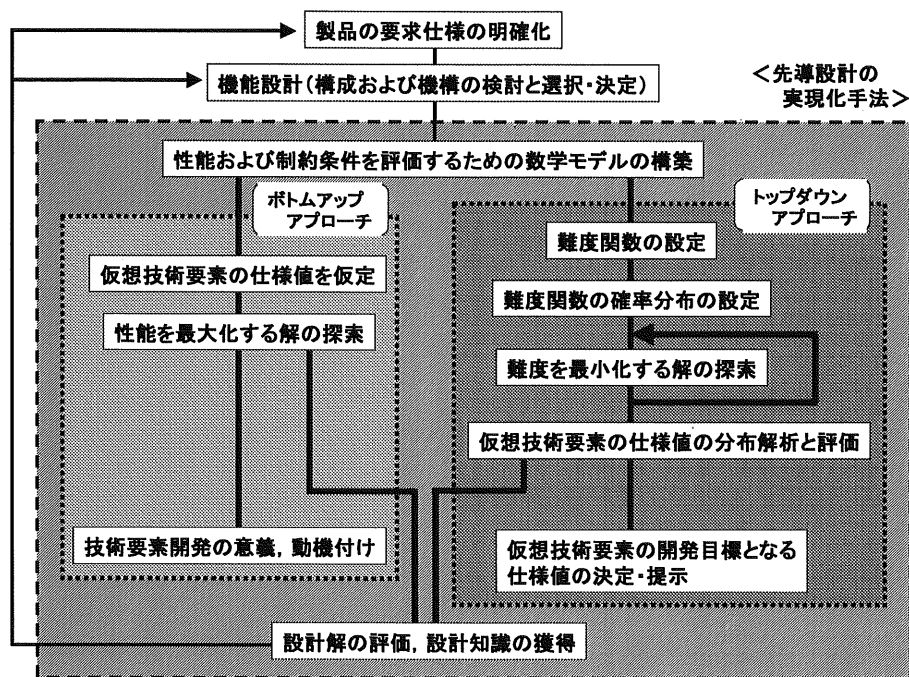 製品の要求仕様の明確化
機能設計(構成および機構の検討と選択・決定)
<先導設計の
実現化手法>
性能および制約条件を評価するための数学モデルの構築
ボトムアップ
アプローチ
仮想技術要素の仕様値を仮定
性能を最大化する解の探索
技術要素開発の意義, 動機付け
トップダウン
アプローチ
難度関数の設定
難度関数の確率分布の設定
難度を最小化する解の探索
仮想技術要素の仕様値の分布解析と評価
仮想技術要素の開発目標となる
仕様値の決定・提示
設計解の評価, 設計知識の獲得